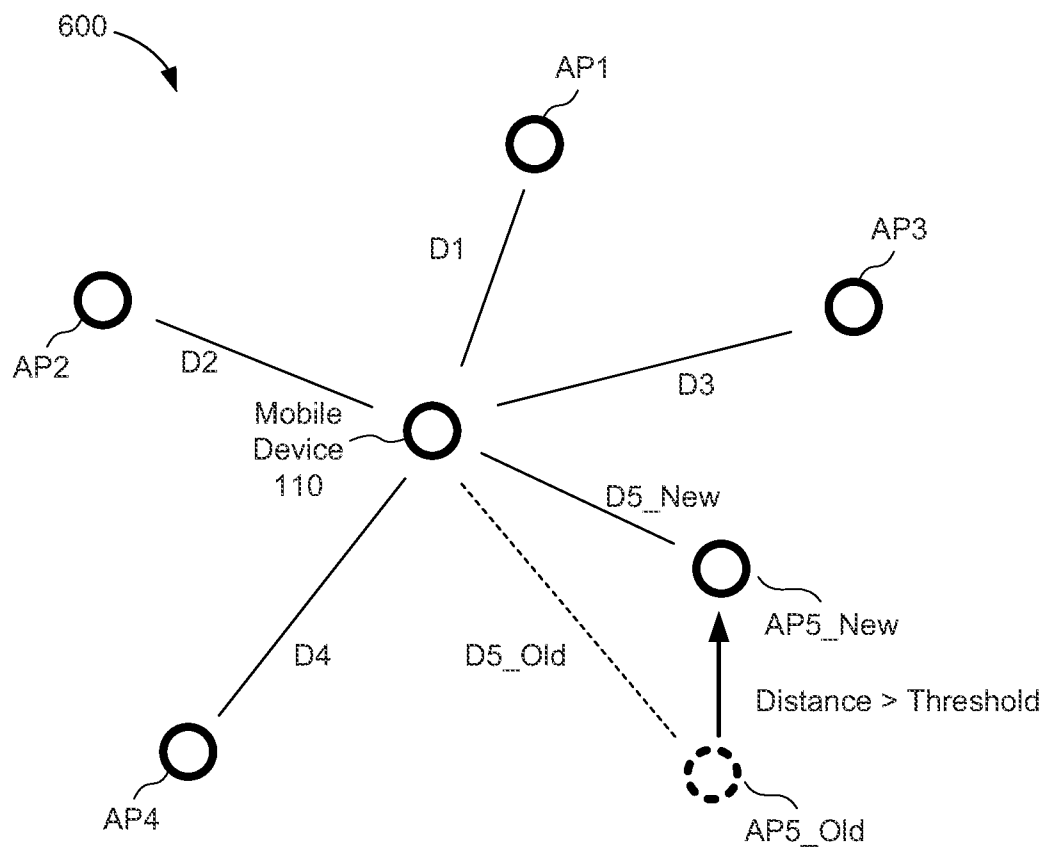 600
AP1
AP3
D1
AP2
D2
D3
Mobile
Device
110
D5_New
AP5_New
D4
D5_Old
Distance > Threshold
AP4
AP5_Old